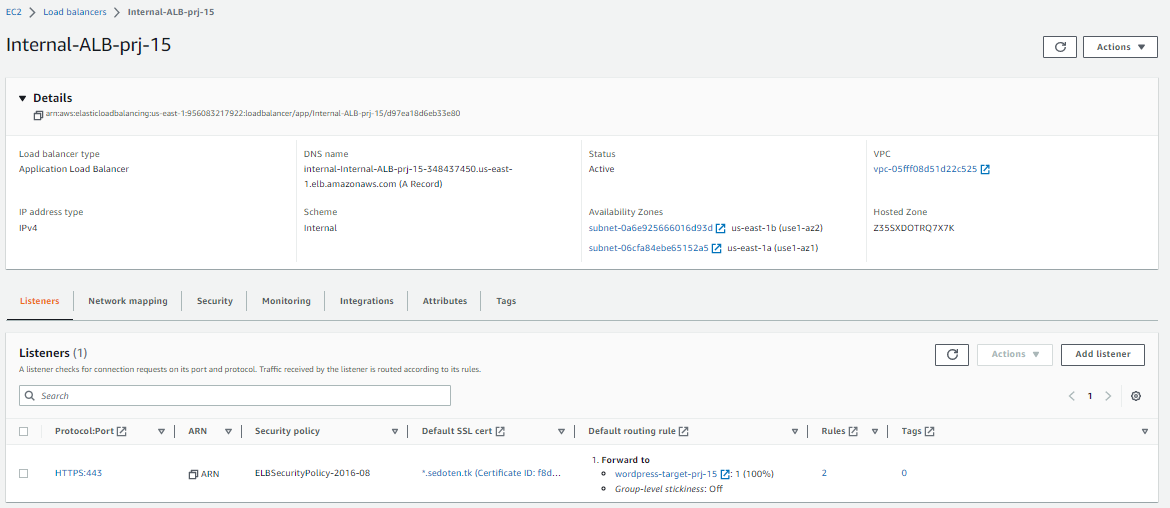 EC2 > Load balancers > Internal-ALB-prj-15
Internal-ALB-prj-15
Actions
Details
arn:aws:elasticloadbalancing:us-east-1:956083217922:loadbalancer/app/Internal-ALB-prj-15/d97ea18d6eb33e80
Load balancer type
Application Load Balancer
DNS name
internal-Internal-ALB-prj-15-348437450.us-east-
1.elb.amazonaws.com (A Record)
Status
Active
VPC
vpc-05fff08d51d22c525
IP address type
IPv4
Scheme
Internal
Availability Zones
subnet-0a6e925666016d93d us-east-1b (use1-az2)
subnet-06cfa84ebe65152a5 us-east-1a (use1-az1)
Hosted Zone
Z35SXDOTRQ7X7K
Listeners Network mapping Security Monitoring Integrations Attributes Tags
Listeners (1)
Actions Add listener
A listener checks for connection requests on its port and protocol. Traffic received by the listener is routed according to its rules.
Search
1
Protocol:Port ARN Security policy Default SSL cert Default routing rule Rules Tags
HTTPS:443 ARN ELBSecurityPolicy-2016-08 *.sedoten.tk (Certificate ID: f8d...
1. Forward to
wordpress-target-prj-15 : 1 (100%)
Group-level stickiness: Off
2 0